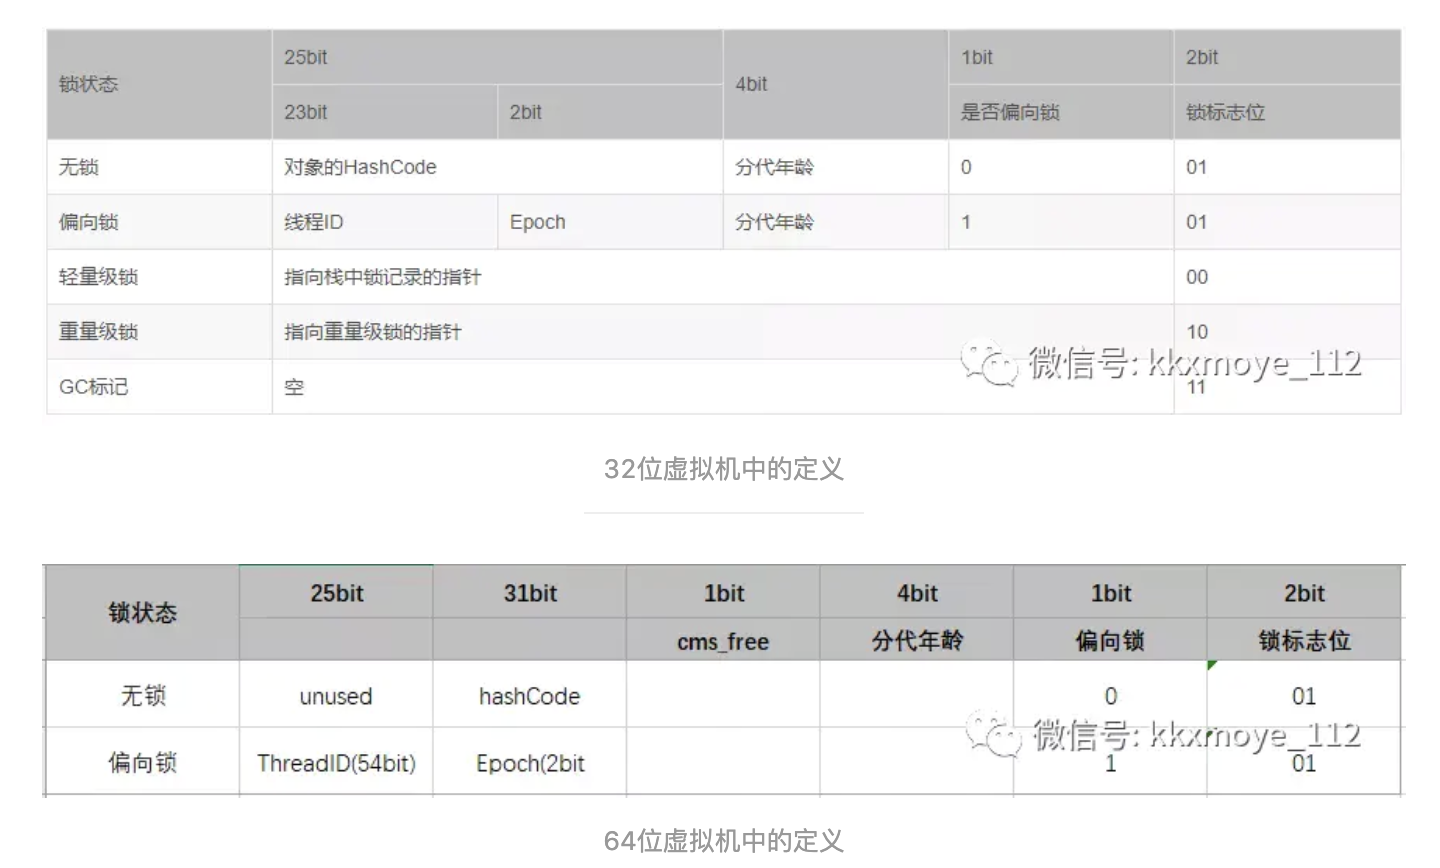 锁状态 25bit 4bit 1bit 2bit
23bit 2bit 是否偏向锁 锁标志位
无锁 对象的HashCode 分代年龄 0 01
偏向锁 线程ID Epoch 分代年龄 1 01
轻量级锁 指向栈中锁记录的指针 00
重量级锁 指向重量级锁的指针 10
微信号: kkxmoye_112
GC标记 空 11
32位虚拟机中的定义
锁状态 25bit 31bit 1bit 4bit 1bit 2bit
cms_free 分代年龄 偏向锁 锁标志位
无锁 unused hashCode 0 01
微信号: kkxmoye_112
偏向锁 ThreadID(54bit) Epoch(2bit 1 01
64位虚拟机中的定义